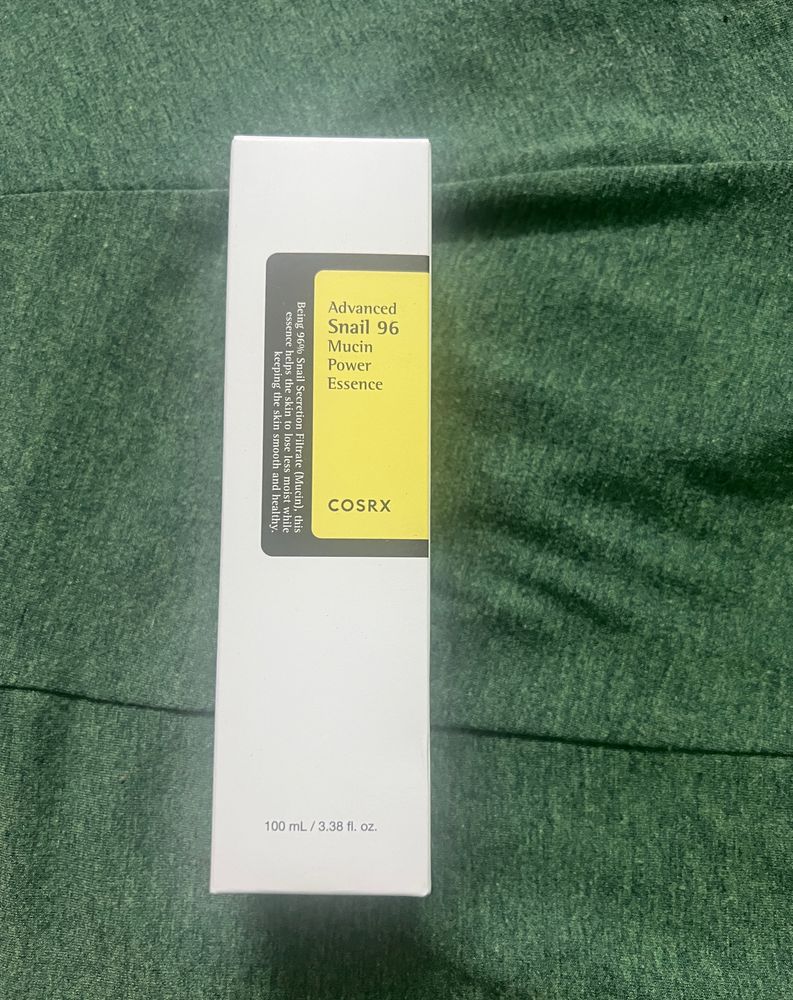 Advanced
Snail 96
Mucin
Power
Essence
COSRX
Being 96% Snail Secretion Filtrate (Mucin), this
essence helps the skin to lose less moist while
keeping the skin smooth and healthy.
100 mL / 3.38 fl. oz.